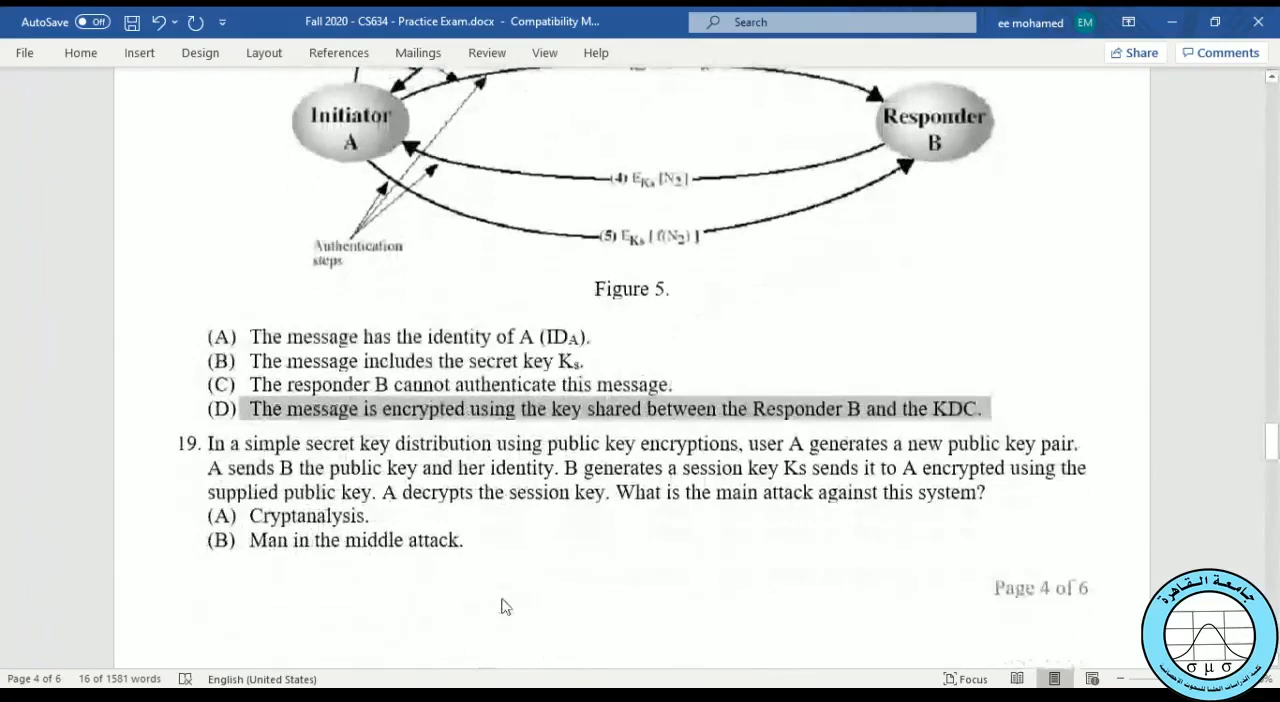 AutoSave Off Fall 2020 - CS634 - Practice Exam.docx - Compatibility M... Search ee mohamed EM
File Home Insert Design Layout References Mailings Review View Help Share Comments
Initiator
A
Responder
B
(4) E_Ks [N2]
(5) E_Ks [ f(N2) ]
Authentication
steps
Figure 5.
(A) The message has the identity of A (IDA).
(B) The message includes the secret key Ks.
(C) The responder B cannot authenticate this message.
(D) The message is encrypted using the key shared between the Responder B and the KDC.
19. In a simple secret key distribution using public key encryptions, user A generates a new public key pair.
A sends B the public key and her identity. B generates a session key Ks sends it to A encrypted using the
supplied public key. A decrypts the session key. What is the main attack against this system?
(A) Cryptanalysis.
(B) Man in the middle attack.
Page 4 of 6
جامعة القاهرة
σ μ σ
Page 4 of 6 16 of 1581 words English (United States) Focus